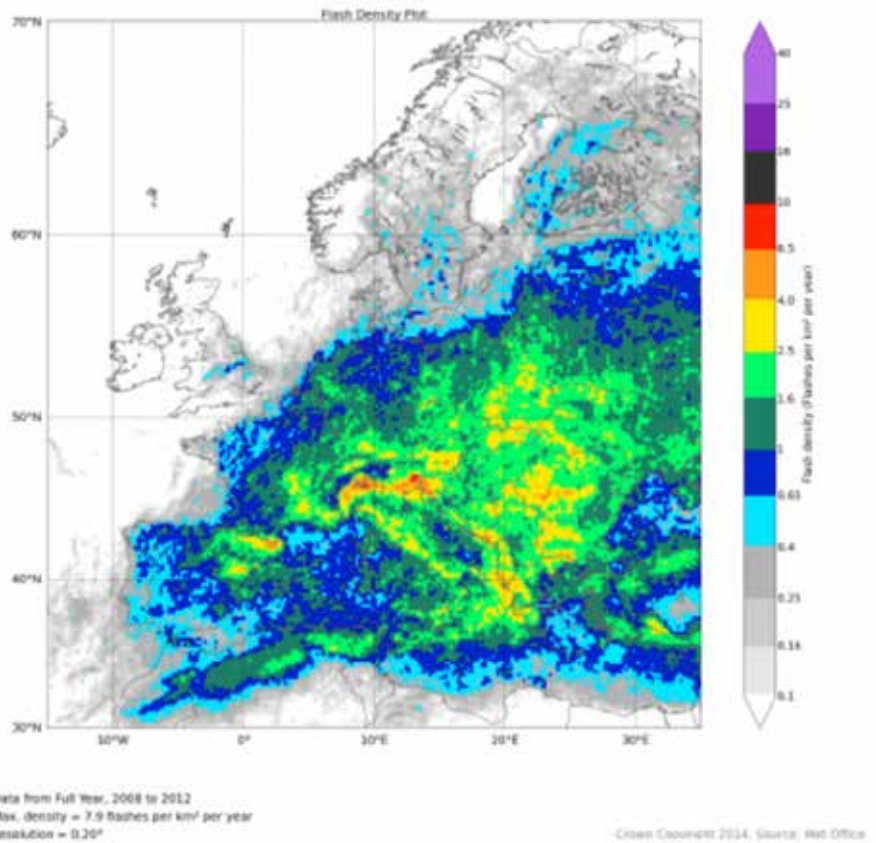 Flash Density Plot
70°N
60°N
50°N
40°N
30°N
10°W 0° 10°E 20°E 30°E
40
25
16
10
6.5
4.0
2.5
1.6
1
0.65
0.4
0.25
0.16
0.1
Flash density (Flashes per km² per year)
ata from Full Year, 2008 to 2012
Max. density = 7.9 flashes per km² per year
esolution = 0.20°
Crown Copyright 2014. Source: Met Office